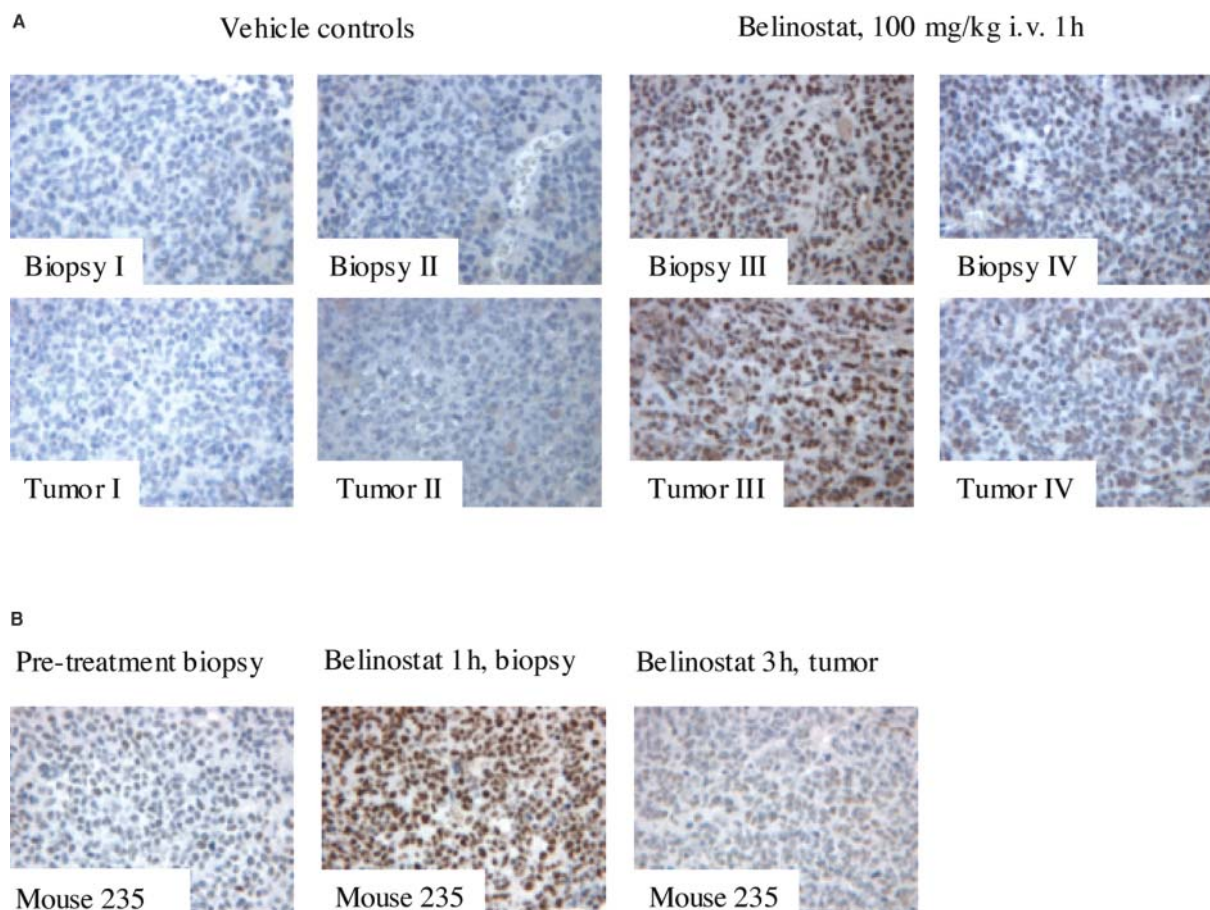 A
Vehicle controls
Belinostat, 100 mg/kg i.v. 1h
Biopsy I
Biopsy II
Biopsy III
Biopsy IV
Tumor I
Tumor II
Tumor III
Tumor IV
B
Pre-treatment biopsy
Belinostat 1h, biopsy
Belinostat 3h, tumor
Mouse 235
Mouse 235
Mouse 235